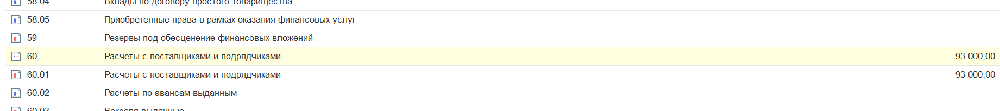 58.04 Вклады по договору простого товарищества
58.05 Приобретенные права в рамках оказания финансовых услуг
59 Резервы под обесценение финансовых вложений
60 Расчеты с поставщиками и подрядчиками 93 000,00
60.01 Расчеты с поставщиками и подрядчиками 93 000,00
60.02 Расчеты по авансам выданным
60.03 Векселя выданные